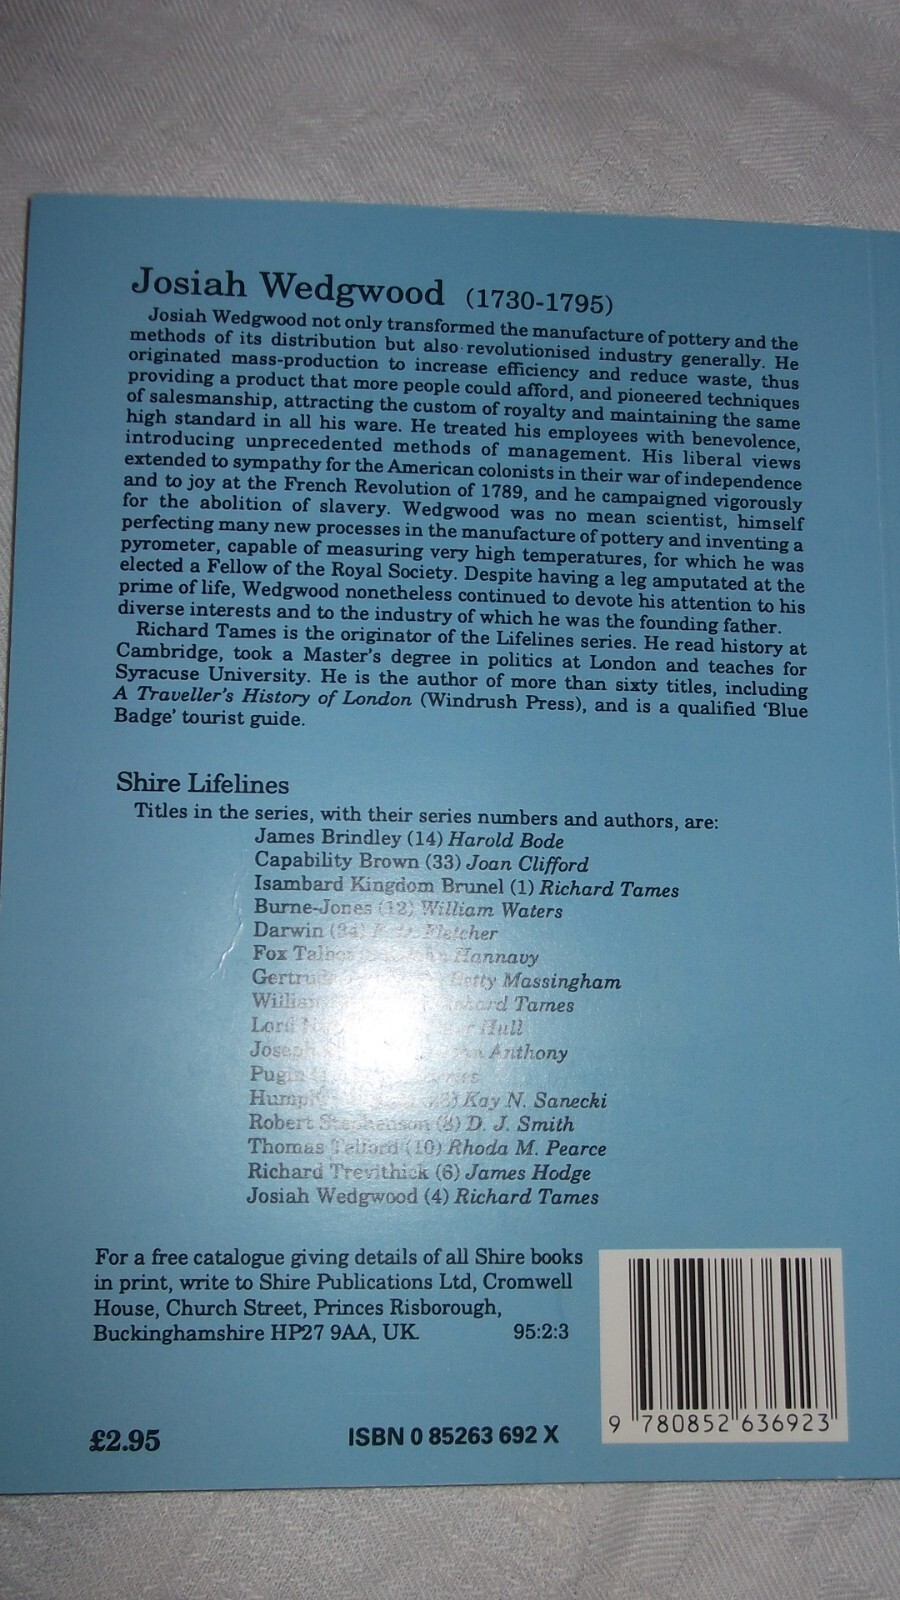 Josiah Wedgwood (1730-1795)
Josiah Wedgwood not only transformed the manufacture of pottery and the
methods of its distribution but also revolutionised industry generally. He
originated mass-production to increase efficiency and reduce waste, thus
providing a product that more people could afford, and pioneered techniques
of salesmanship, attracting the custom of royalty and maintaining the same
high standard in all his ware. He treated his employees with benevolence,
introducing unprecedented methods of management. His liberal views
extended to sympathy for the American colonists in their war of independence
and to joy at the French Revolution of 1789, and he campaigned vigorously
for the abolition of slavery. Wedgwood was no mean scientist, himself
perfecting many new processes in the manufacture of pottery and inventing a
pyrometer, capable of measuring very high temperatures, for which he was
elected a Fellow of the Royal Society. Despite having a leg amputated at the
prime of life, Wedgwood nonetheless continued to devote his attention to his
diverse interests and to the industry of which he was the founding father.
Richard Tames is the originator of the Lifelines series. He read history at
Cambridge, took a Master's degree in politics at London and teaches for
Syracuse University. He is the author of more than sixty titles, including
A Traveller's History of London (Windrush Press), and is a qualified 'Blue
Badge' tourist guide.
Shire Lifelines
Titles in the series, with their series numbers and authors, are:
James Brindley (14) Harold Bode
Capability Brown (33) Joan Clifford
Isambard Kingdom Brunel (1) Richard Tames
Burne-Jones (12) William Waters
Darwin (34) Fletcher
Fox Talbot John Hannavy
Betty Massingham
William Richard Tames
Lord Hull
Joseph Anthony
Pugin
Kay N. Sanecki
Robert Stephenson (8) D. J. Smith
Thomas Telford (10) Rhoda M. Pearce
Richard Trevithick (6) James Hodge
Josiah Wedgwood (4) Richard Tames
For a free catalogue giving details of all Shire books
in print, write to Shire Publications Ltd, Cromwell
House, Church Street, Princes Risborough,
Buckinghamshire HP27 9AA, UK. 95:2:3
£2.95 ISBN 0 85263 692 X
9 780852 636923